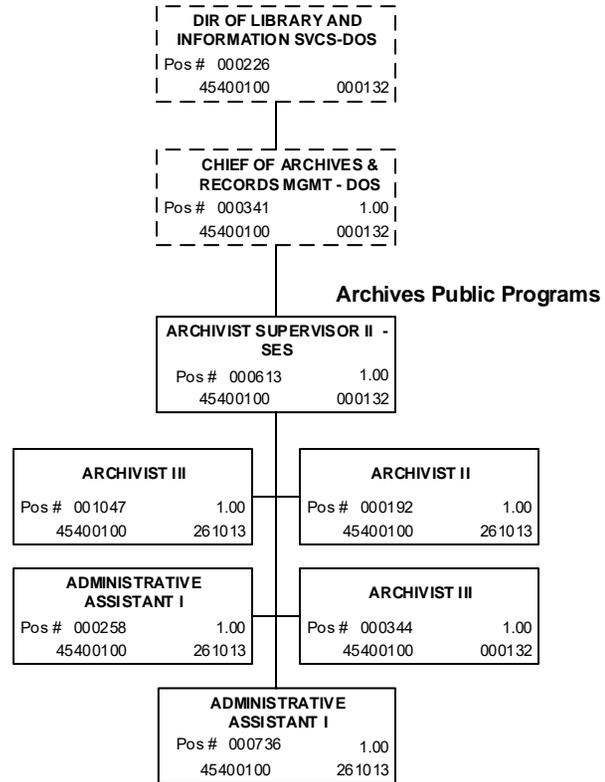 DIR OF LIBRARY AND
INFORMATION SVCS-DOS
Pos # 000226
45400100 000132
CHIEF OF ARCHIVES &
RECORDS MGMT - DOS
Pos # 000341 1.00
45400100 000132
Archives Public Programs
ARCHIVIST SUPERVISOR II -
SES
Pos # 000613 1.00
45400100 000132
ARCHIVIST III
Pos # 001047 1.00
45400100 261013
ARCHIVIST II
Pos # 000192 1.00
45400100 261013
ADMINISTRATIVE
ASSISTANT I
Pos # 000258 1.00
45400100 261013
ARCHIVIST III
Pos # 000344 1.00
45400100 000132
ADMINISTRATIVE
ASSISTANT I
Pos # 000736 1.00
45400100 261013